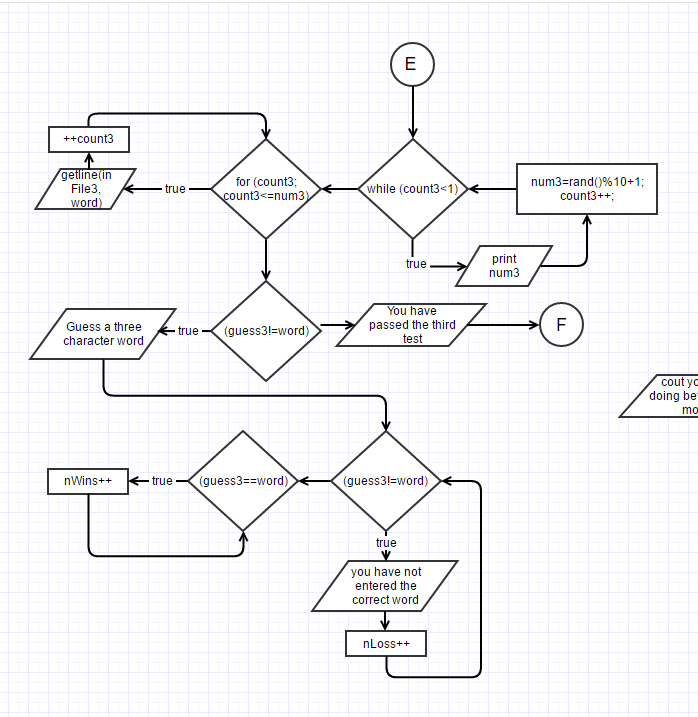 E
++count3
getline(in
File3,
word)
true
for (count3;
count3<=num3)
while (count3<1)
num3=rand()%10+1;
count3++;
true
print
num3
Guess a three
character word
true
(guess3!=word)
You have
passed the third
test
F
cout yo
doing be
mo
nWins++
true
(guess3==word)
(guess3!=word)
true
you have not
entered the
correct word
nLoss++